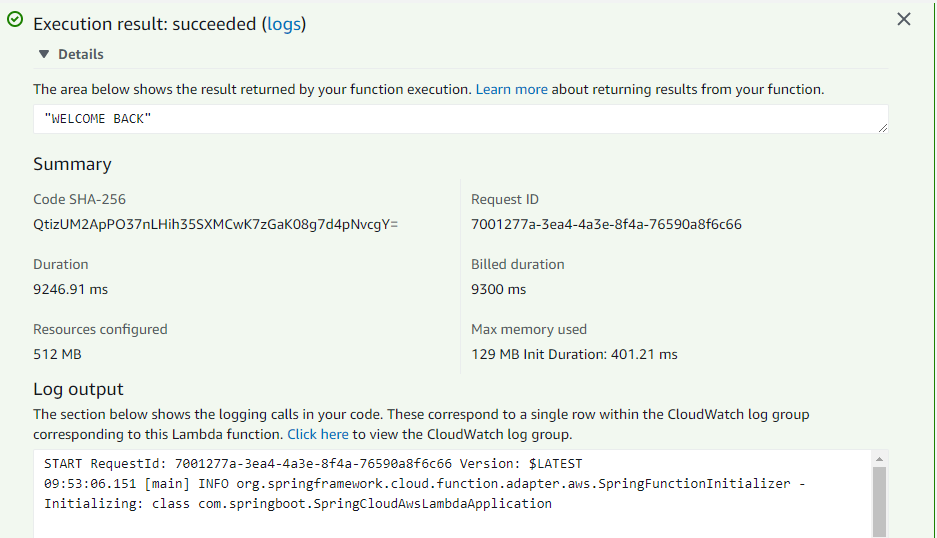 Execution result: succeeded (logs)
Details
The area below shows the result returned by your function execution. Learn more about returning results from your function.
"WELCOME BACK"
Summary
Code SHA-256
QtizUM2ApPO37nLHih35SXMCwK7zGaK08g7d4pNvcgY=
Request ID
7001277a-3ea4-4a3e-8f4a-76590a8f6c66
Duration
9246.91 ms
Billed duration
9300 ms
Resources configured
512 MB
Max memory used
129 MB Init Duration: 401.21 ms
Log output
The section below shows the logging calls in your code. These correspond to a single row within the CloudWatch log group
corresponding to this Lambda function. Click here to view the CloudWatch log group.
START RequestId: 7001277a-3ea4-4a3e-8f4a-76590a8f6c66 Version: $LATEST
09:53:06.151 [main] INFO org.springframework.cloud.function.adapter.aws.SpringFunctionInitializer -
Initializing: class com.springboot.SpringCloudAwsLambdaApplication